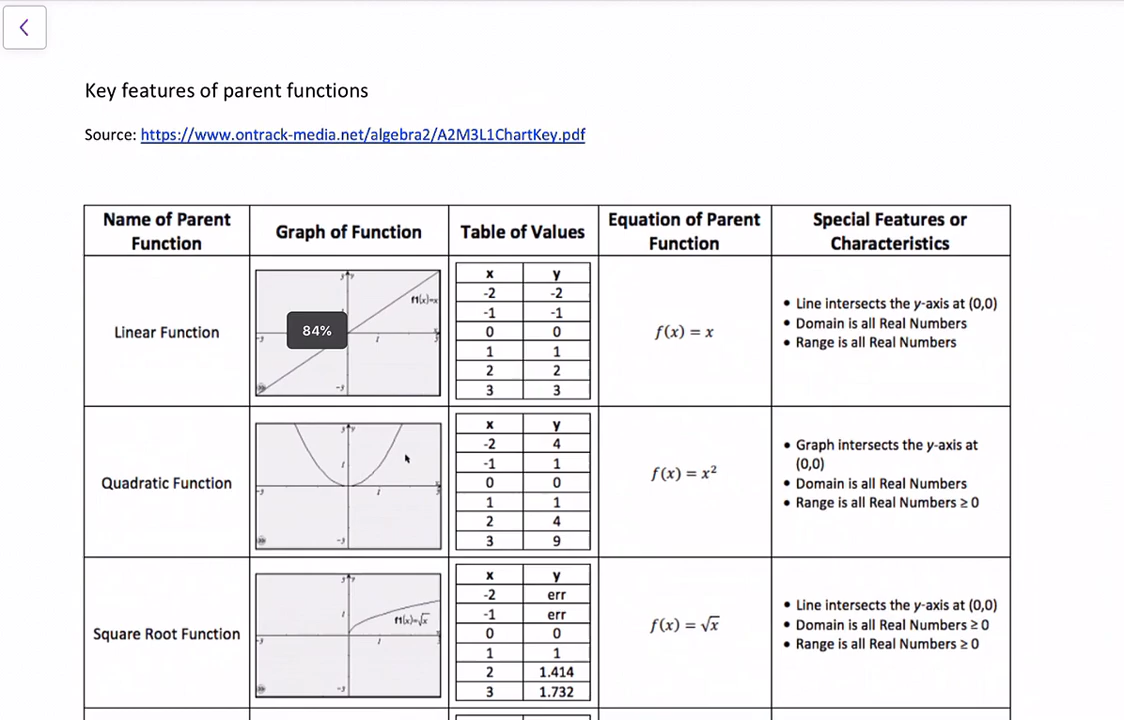 Key features of parent functions
Source: https://www.ontrack-media.net/algebra2/A2M3L1ChartKey.pdf
Name of Parent Function
Graph of Function
Table of Values
Equation of Parent Function
Special Features or Characteristics
Linear Function
f1(x)=x
84%
x y
-2 -2
-1 -1
0 0
1 1
2 2
3 3
f(x) = x
• Line intersects the y-axis at (0,0)
• Domain is all Real Numbers
• Range is all Real Numbers
Quadratic Function
x y
-2 4
-1 1
0 0
1 1
2 4
3 9
f(x) = x²
• Graph intersects the y-axis at
(0,0)
• Domain is all Real Numbers
• Range is all Real Numbers ≥ 0
Square Root Function
f1(x)=√x
x y
-2 err
-1 err
0 0
1 1
2 1.414
3 1.732
f(x) = √x
• Line intersects the y-axis at (0,0)
• Domain is all Real Numbers ≥ 0
• Range is all Real Numbers ≥ 0